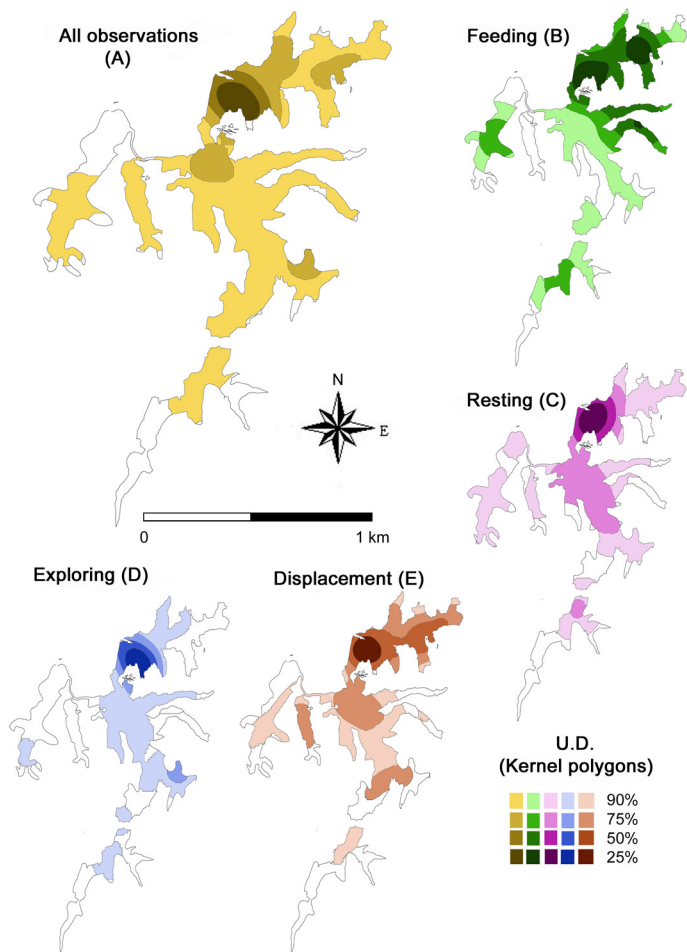 All observations
(A)
Feeding (B)
Resting (C)
N
E
0
1 km
Exploring (D)
Displacement (E)
U.D.
(Kernel polygons)
90%
75%
50%
25%